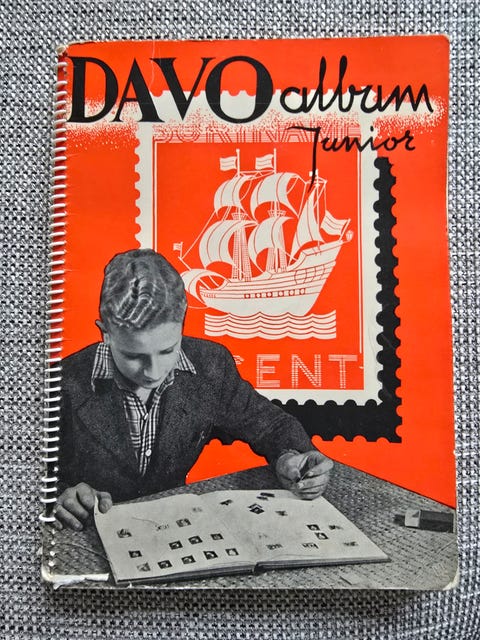 DAVO album
Junior
SURINAME
CENT